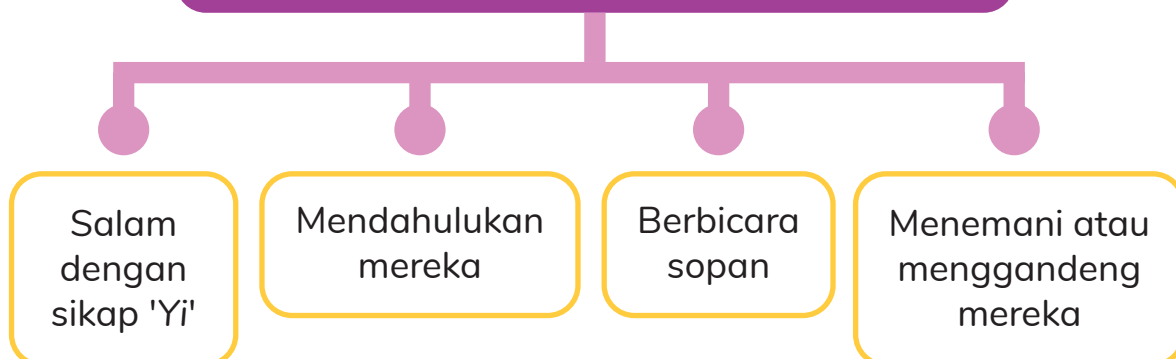 Salam
dengan
sikap 'Yi'
Mendahulukan
mereka
Berbicara
sopan
Menemani atau
menggandeng
mereka